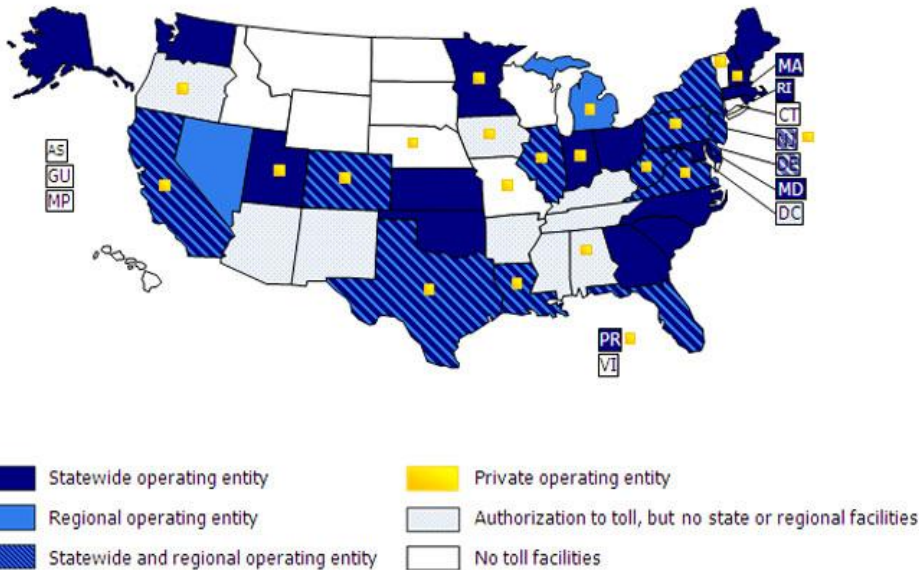 MA
RI
CT
NJ
DE
MD
DC
AS
GU
MP
PR
VI
Statewide operating entity
Private operating entity
Regional operating entity
Authorization to toll, but no state or regional facilities
Statewide and regional operating entity
No toll facilities